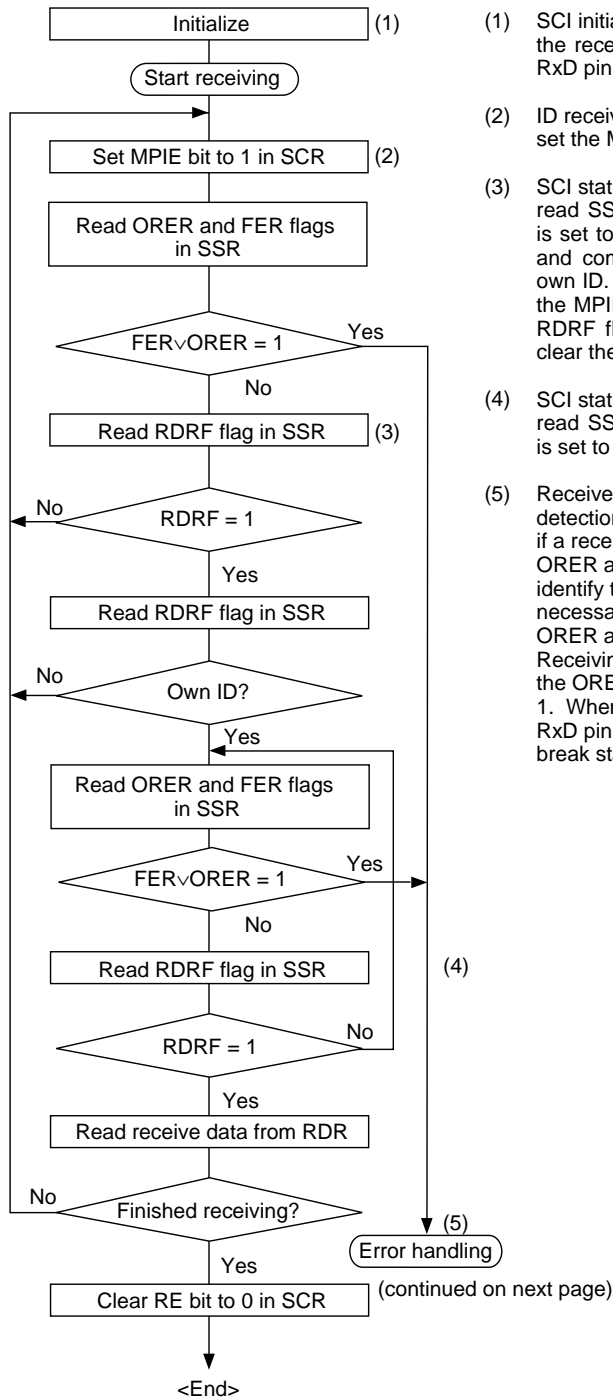 Initialize
(1)
Start receiving
Set MPIE bit to 1 in SCR
(2)
Read ORER and FER flags
in SSR
FER∨ORER = 1
Yes
No
Read RDRF flag in SSR
(3)
RDRF = 1
No
Yes
Read RDRF flag in SSR
Own ID?
No
Yes
Read ORER and FER flags
in SSR
FER∨ORER = 1
Yes
No
Read RDRF flag in SSR
(4)
RDRF = 1
No
Yes
Read receive data from RDR
Finished receiving?
No
Yes
(5)
Error handling
(continued on next page)
Clear RE bit to 0 in SCR
<End>
(1) SCI initia
the recei
RxD pin
(2) ID receiv
set the M
(3) SCI stat
read SS
is set to
and com
own ID.
the MPI
RDRF f
clear the
(4) SCI stat
read SS
is set to
(5) Receive
detection
if a rece
ORER a
identify t
necessa
ORER a
Receivin
the ORE
1. When
RxD pin
break sta